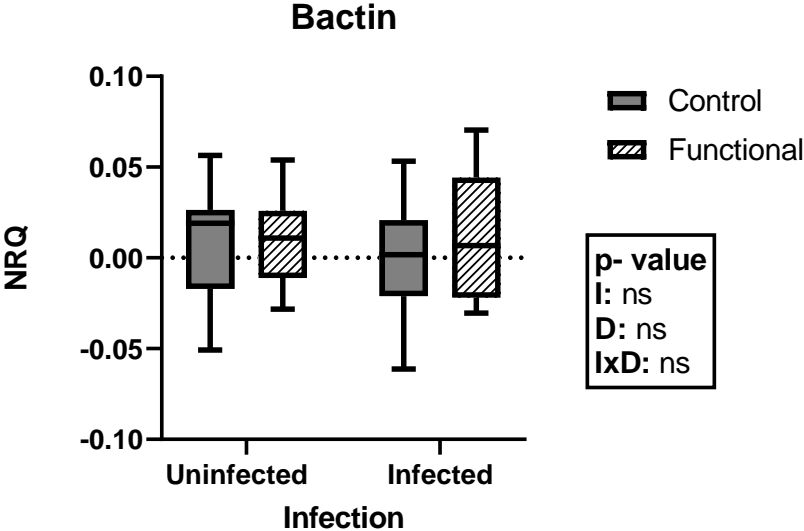 Bactin
0.10
0.05
0.00
-0.05
-0.10
NRQ
Uninfected
Infected
Infection
Control
Functional
p- value
I: ns
D: ns
IxD: ns